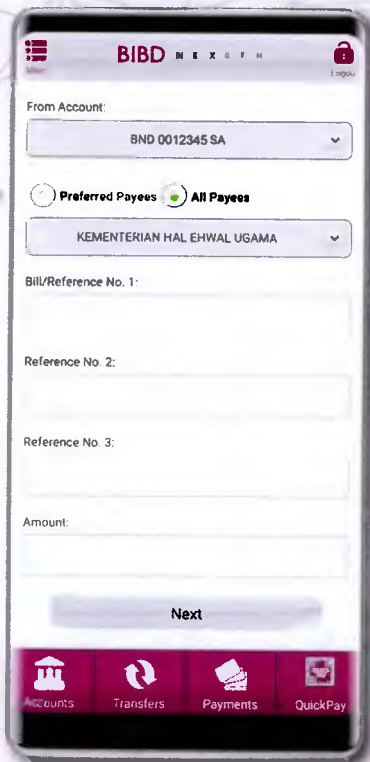 BIBD NEXGEN
Menu
Logout
From Account:
BND 0012345 SA
Preferred Payees All Payees
KEMENTERIAN HAL EHWAL UGAMA
Bill/Reference No. 1:
Reference No. 2:
Reference No. 3:
Amount:
Next
Accounts Transfers Payments QuickPay